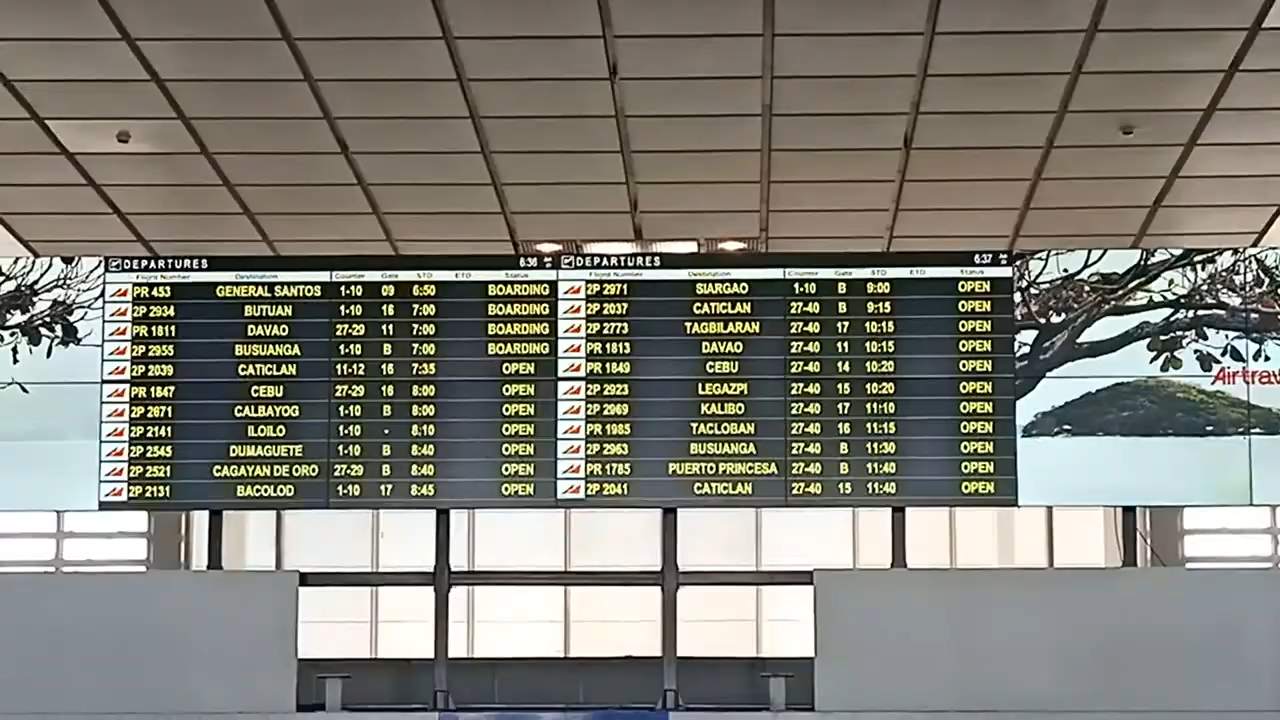 DEPARTURES 6:36
Flight Number Destination Counter Gate STD ETD Status
PR 453 GENERAL SANTOS 1-10 09 6:50 BOARDING
2P 2934 BUTUAN 1-10 16 7:00 BOARDING
PR 1811 DAVAO 27-29 11 7:00 BOARDING
2P 2955 BUSUANGA 1-10 B 7:00 BOARDING
2P 2039 CATICLAN 11-12 16 7:35 OPEN
PR 1847 CEBU 27-29 16 8:00 OPEN
2P 2671 CALBAYOG 1-10 B 8:00 OPEN
2P 2141 ILOILO 1-10 - 8:10 OPEN
2P 2545 DUMAGUETE 1-10 B 8:40 OPEN
2P 2521 CAGAYAN DE ORO 27-29 B 8:40 OPEN
2P 2131 BACOLOD 1-10 17 8:45 OPEN
DEPARTURES 6:37
Flight Number Destination Counter Gate STD ETD Status
2P 2971 SIARGAO 1-10 B 9:00 OPEN
2P 2037 CATICLAN 27-40 B 9:15 OPEN
2P 2773 TAGBILARAN 27-40 17 10:15 OPEN
PR 1813 DAVAO 27-40 11 10:15 OPEN
PR 1849 CEBU 27-40 14 10:20 OPEN
2P 2923 LEGAZPI 27-40 15 10:20 OPEN
2P 2969 KALIBO 27-40 17 11:10 OPEN
PR 1985 TACLOBAN 27-40 16 11:15 OPEN
2P 2963 BUSUANGA 27-40 B 11:30 OPEN
PR 1785 PUERTO PRINCESA 27-40 B 11:40 OPEN
2P 2041 CATICLAN 27-40 15 11:40 OPEN
Airtrav